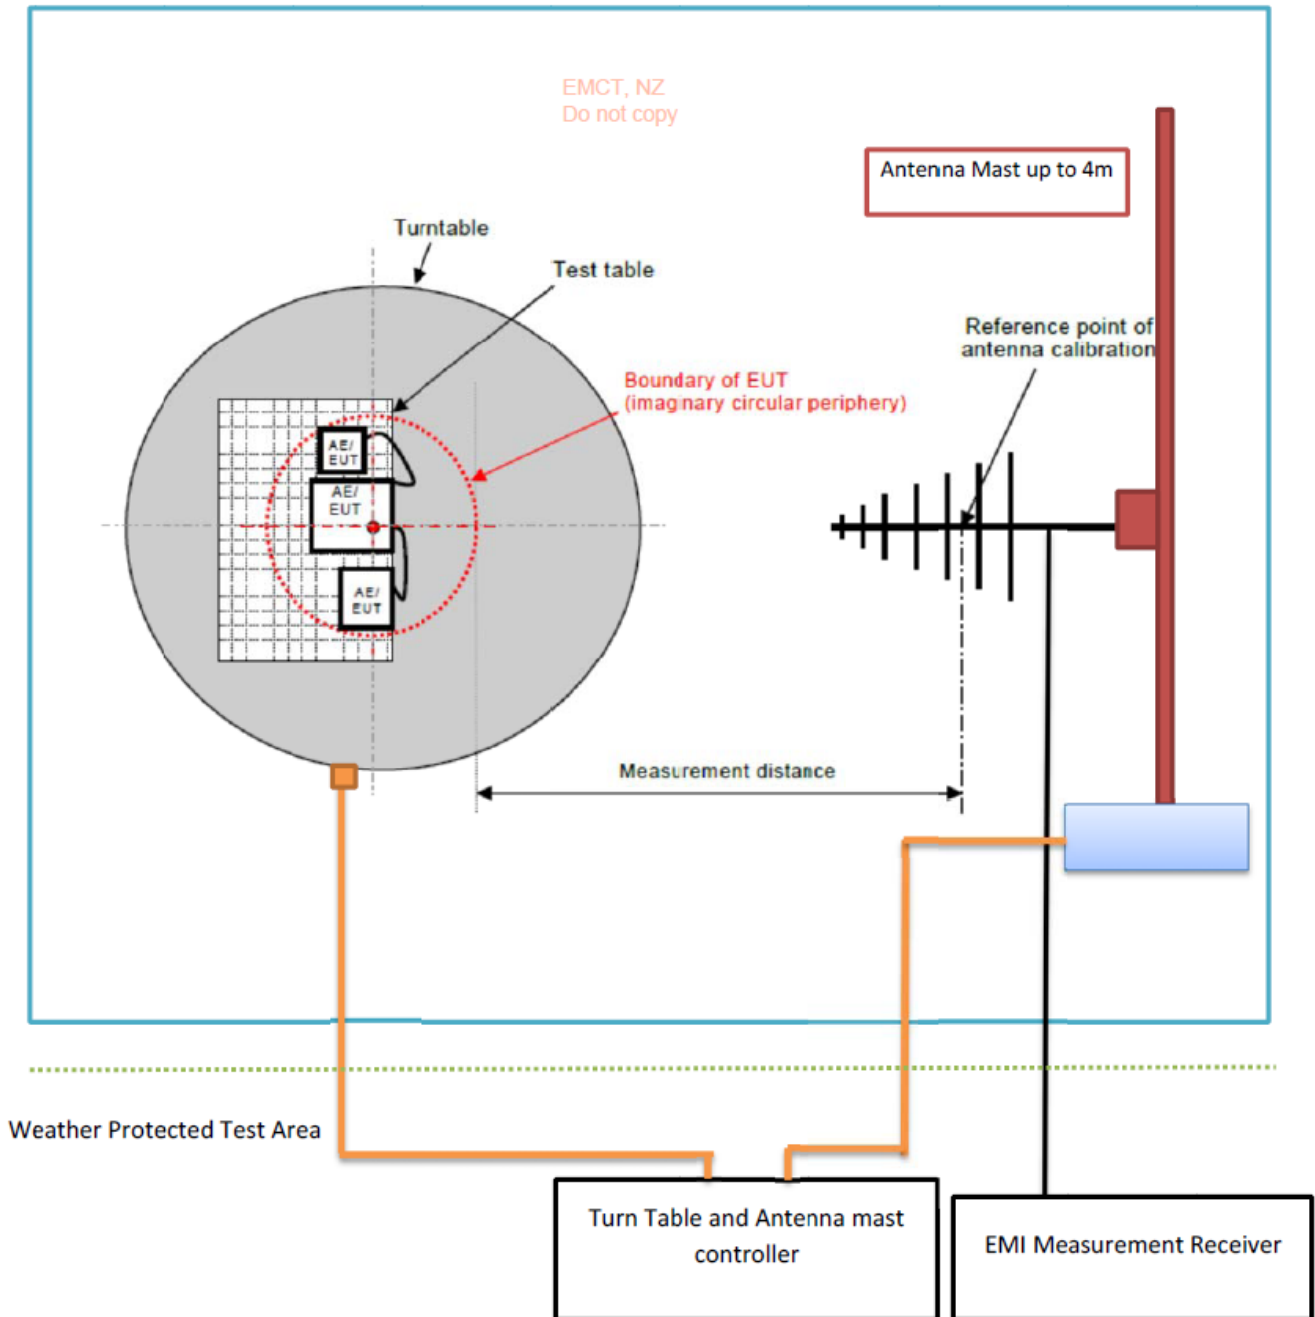 EMCT, NZ
Do not copy
Antenna Mast up to 4m
Turntable
Test table
Reference point of
antenna calibration
Boundary of EUT
(imaginary circular periphery)
AE/
EUT
AE/
EUT
AE/
EUT
Measurement distance
Weather Protected Test Area
Turn Table and Antenna mast
controller
EMI Measurement Receiver